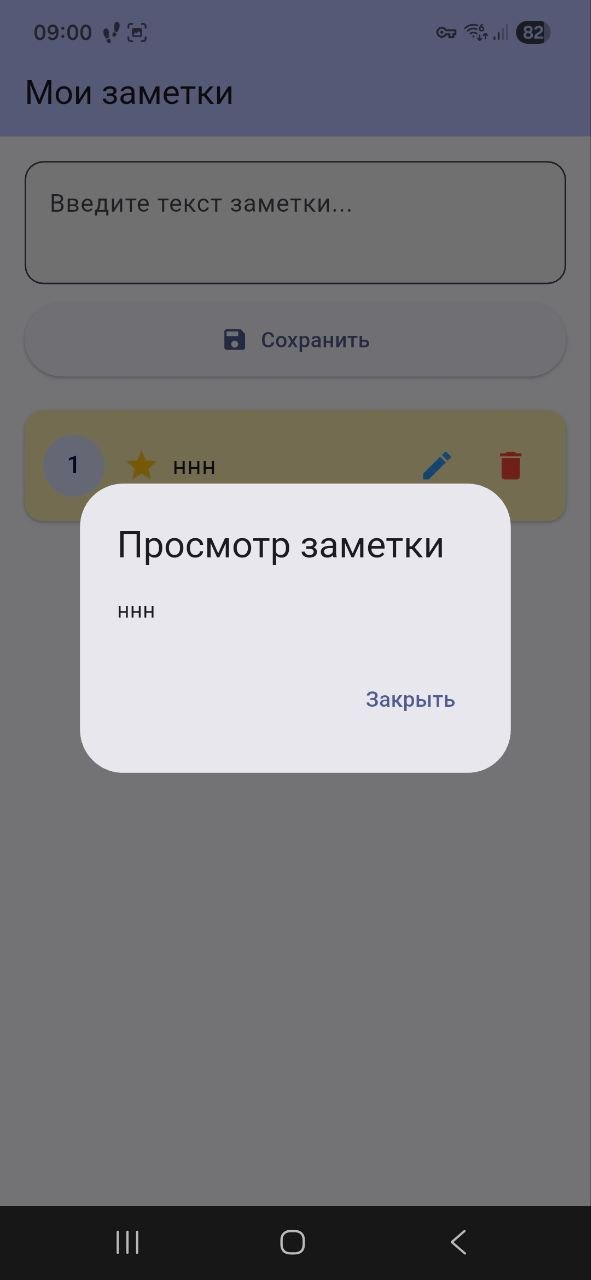 09:00
82
Мои заметки
Введите текст заметки...
Сохранить
1 ннн
Просмотр заметки
ннн
Закрыть